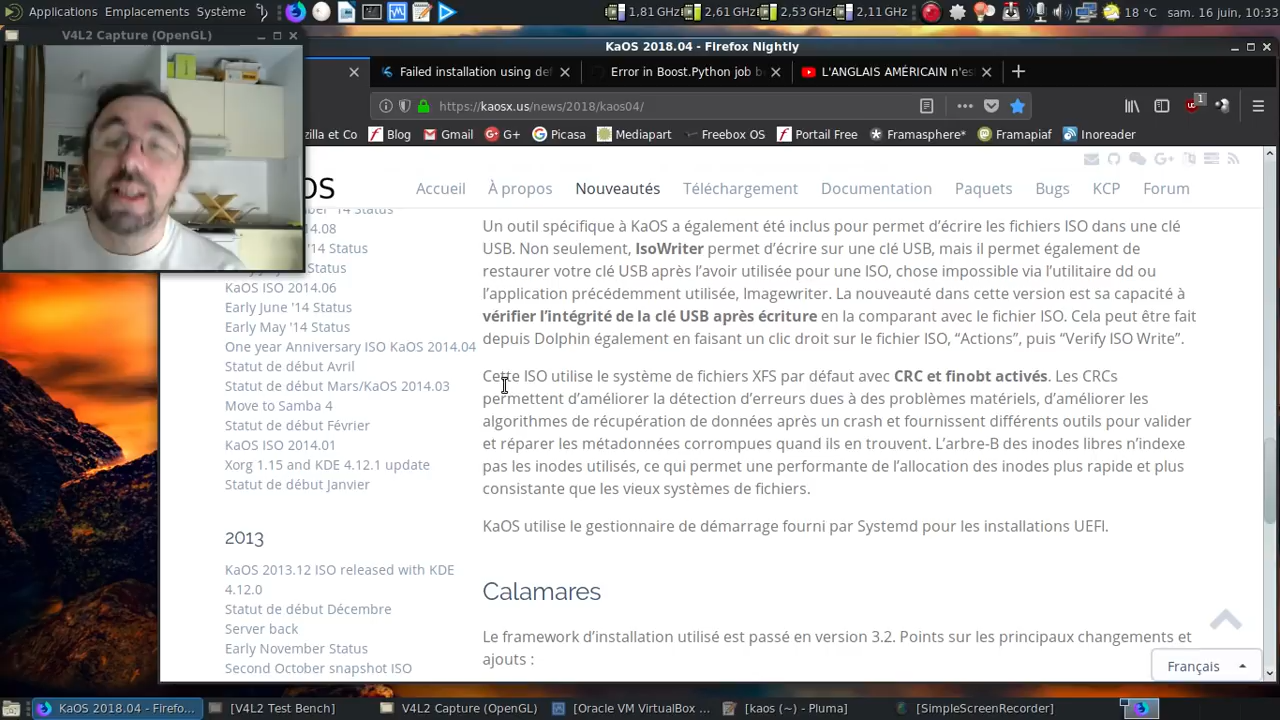 Applications Emplacements Système
1,81 GHz 2,61 GHz 2,53 GHz 2,11 GHz 18 °C sam. 16 juin, 10:33
V4L2 Capture (OpenGL)
KaOS 2018.04 - Firefox Nightly
Failed installation using def
Error in Boost.Python job b
L'ANGLAIS AMÉRICAIN n'es
https://kaosx.us/news/2018/kaos04/
1
zilla et Co Blog Gmail G+ Picasa Mediapart Freebox OS Portail Free Framasphère* Framapiaf Inoreader
OS
Accueil À propos Nouveautés Téléchargement Documentation Paquets Bugs KCP Forum
'14 Status
14.08
'14 Status
Status
KaOS ISO 2014.06
Early June '14 Status
Early May '14 Status
One year Anniversary ISO KaOS 2014.04
Statut de début Avril
Statut de début Mars/KaOS 2014.03
Move to Samba 4
Statut de début Février
KaOS ISO 2014.01
Xorg 1.15 and KDE 4.12.1 update
Statut de début Janvier
2013
KaOS 2013.12 ISO released with KDE
4.12.0
Statut de début Décembre
Server back
Early November Status
Second October snapshot ISO
Un outil spécifique à KaOS a également été inclus pour permet d’écrire les fichiers ISO dans une clé
USB. Non seulement, IsoWriter permet d’écrire sur une clé USB, mais il permet également de
restaurer votre clé USB après l’avoir utilisée pour une ISO, chose impossible via l’utilitaire dd ou
l’application précédemment utilisée, Imagewriter. La nouveauté dans cette version est sa capacité à
vérifier l’intégrité de la clé USB après écriture en la comparant avec le fichier ISO. Cela peut être fait
depuis Dolphin également en faisant un clic droit sur le fichier ISO, “Actions”, puis “Verify ISO Write”.
Cette ISO utilise le système de fichiers XFS par défaut avec CRC et finobt activés. Les CRCs
permettent d’améliorer la détection d’erreurs dues à des problèmes matériels, d’améliorer les
algorithmes de récupération de données après un crash et fournissent différents outils pour valider
et réparer les métadonnées corrompues quand ils en trouvent. L’arbre-B des inodes libres n’indexe
pas les inodes utilisés, ce qui permet une performante de l’allocation des inodes plus rapide et plus
consistante que les vieux systèmes de fichiers.
KaOS utilise le gestionnaire de démarrage fourni par Systemd pour les installations UEFI.
Calamares
Le framework d’installation utilisé est passé en version 3.2. Points sur les principaux changements et
ajouts :
Français
KaOS 2018.04 - Firefo... [V4L2 Test Bench] V4L2 Capture (OpenGL) [Oracle VM VirtualBox ... [kaos (~) - Pluma] [SimpleScreenRecorder]